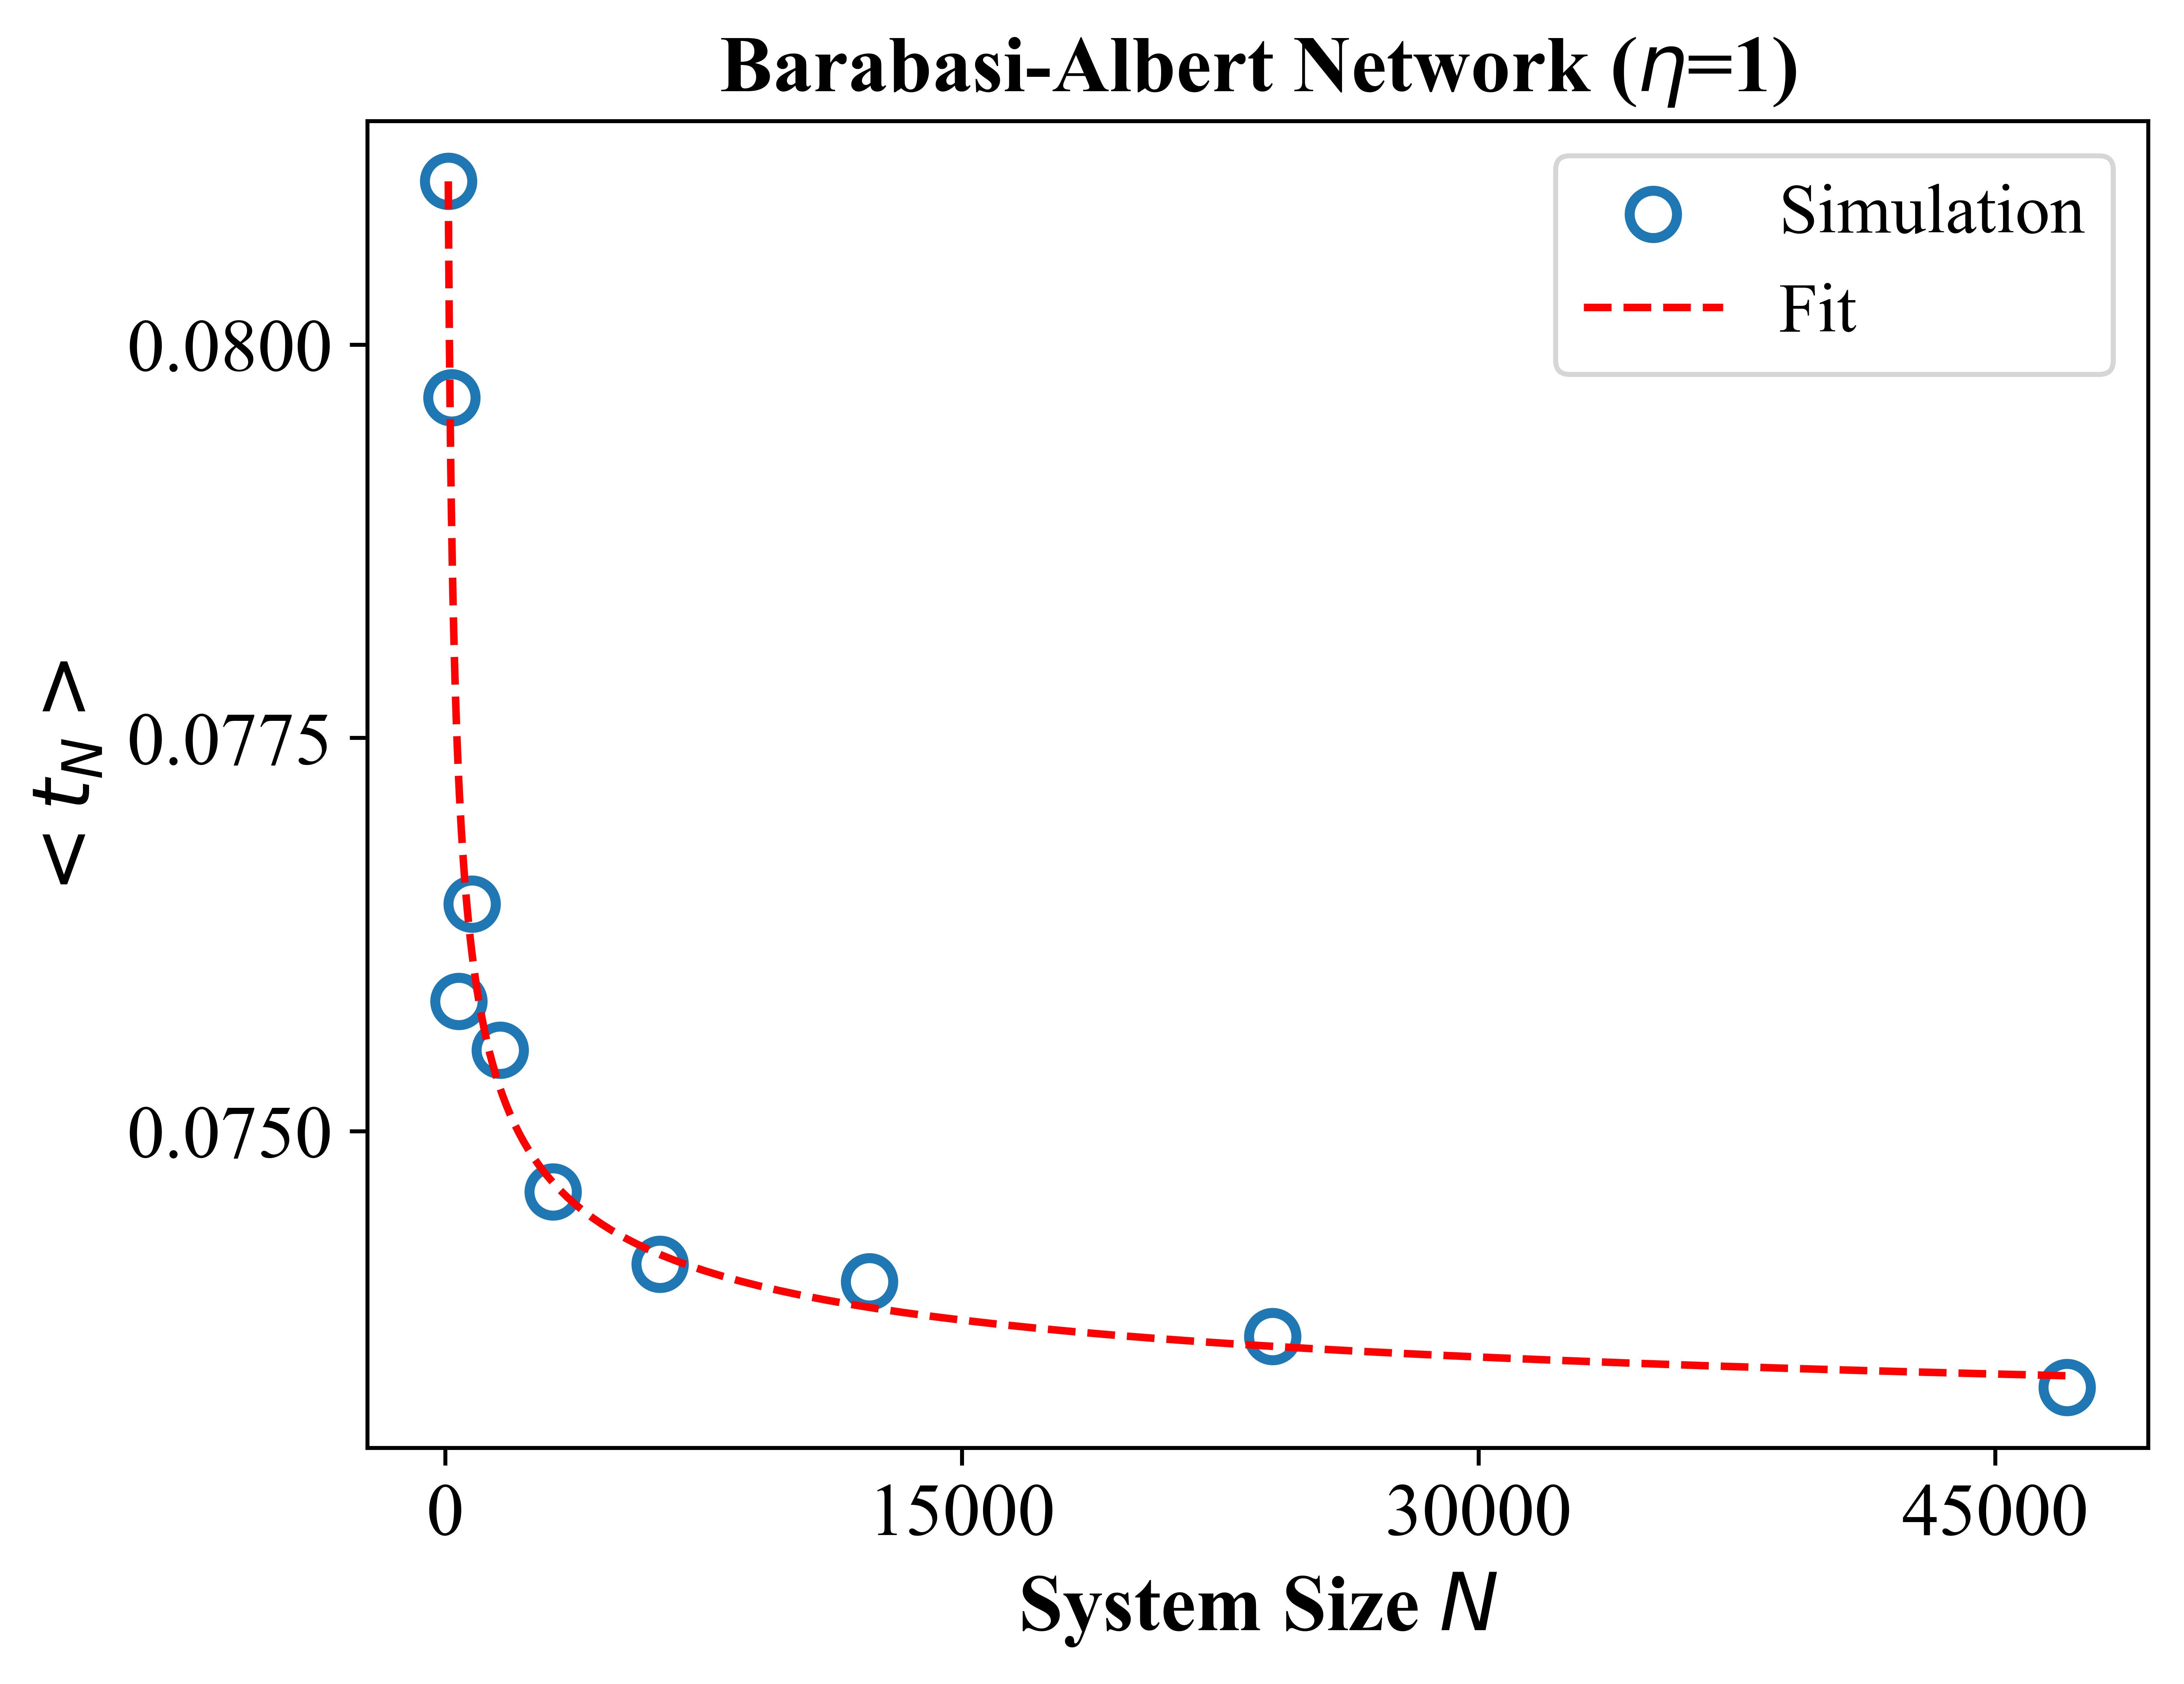 Barabasi-Albert Network (η=1)
Simulation
Fit
0.0800
0.0775
0.0750
< t_N >
0 15000 30000 45000
System Size N